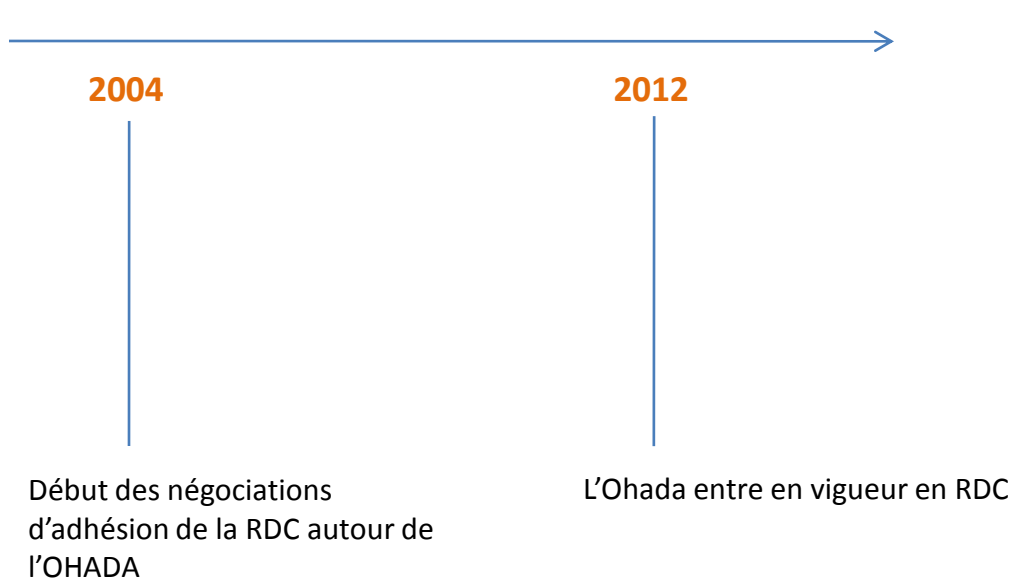 2004
2012
Début des négociations
d’adhésion de la RDC autour de
l’OHADA
L’Ohada entre en vigueur en RDC